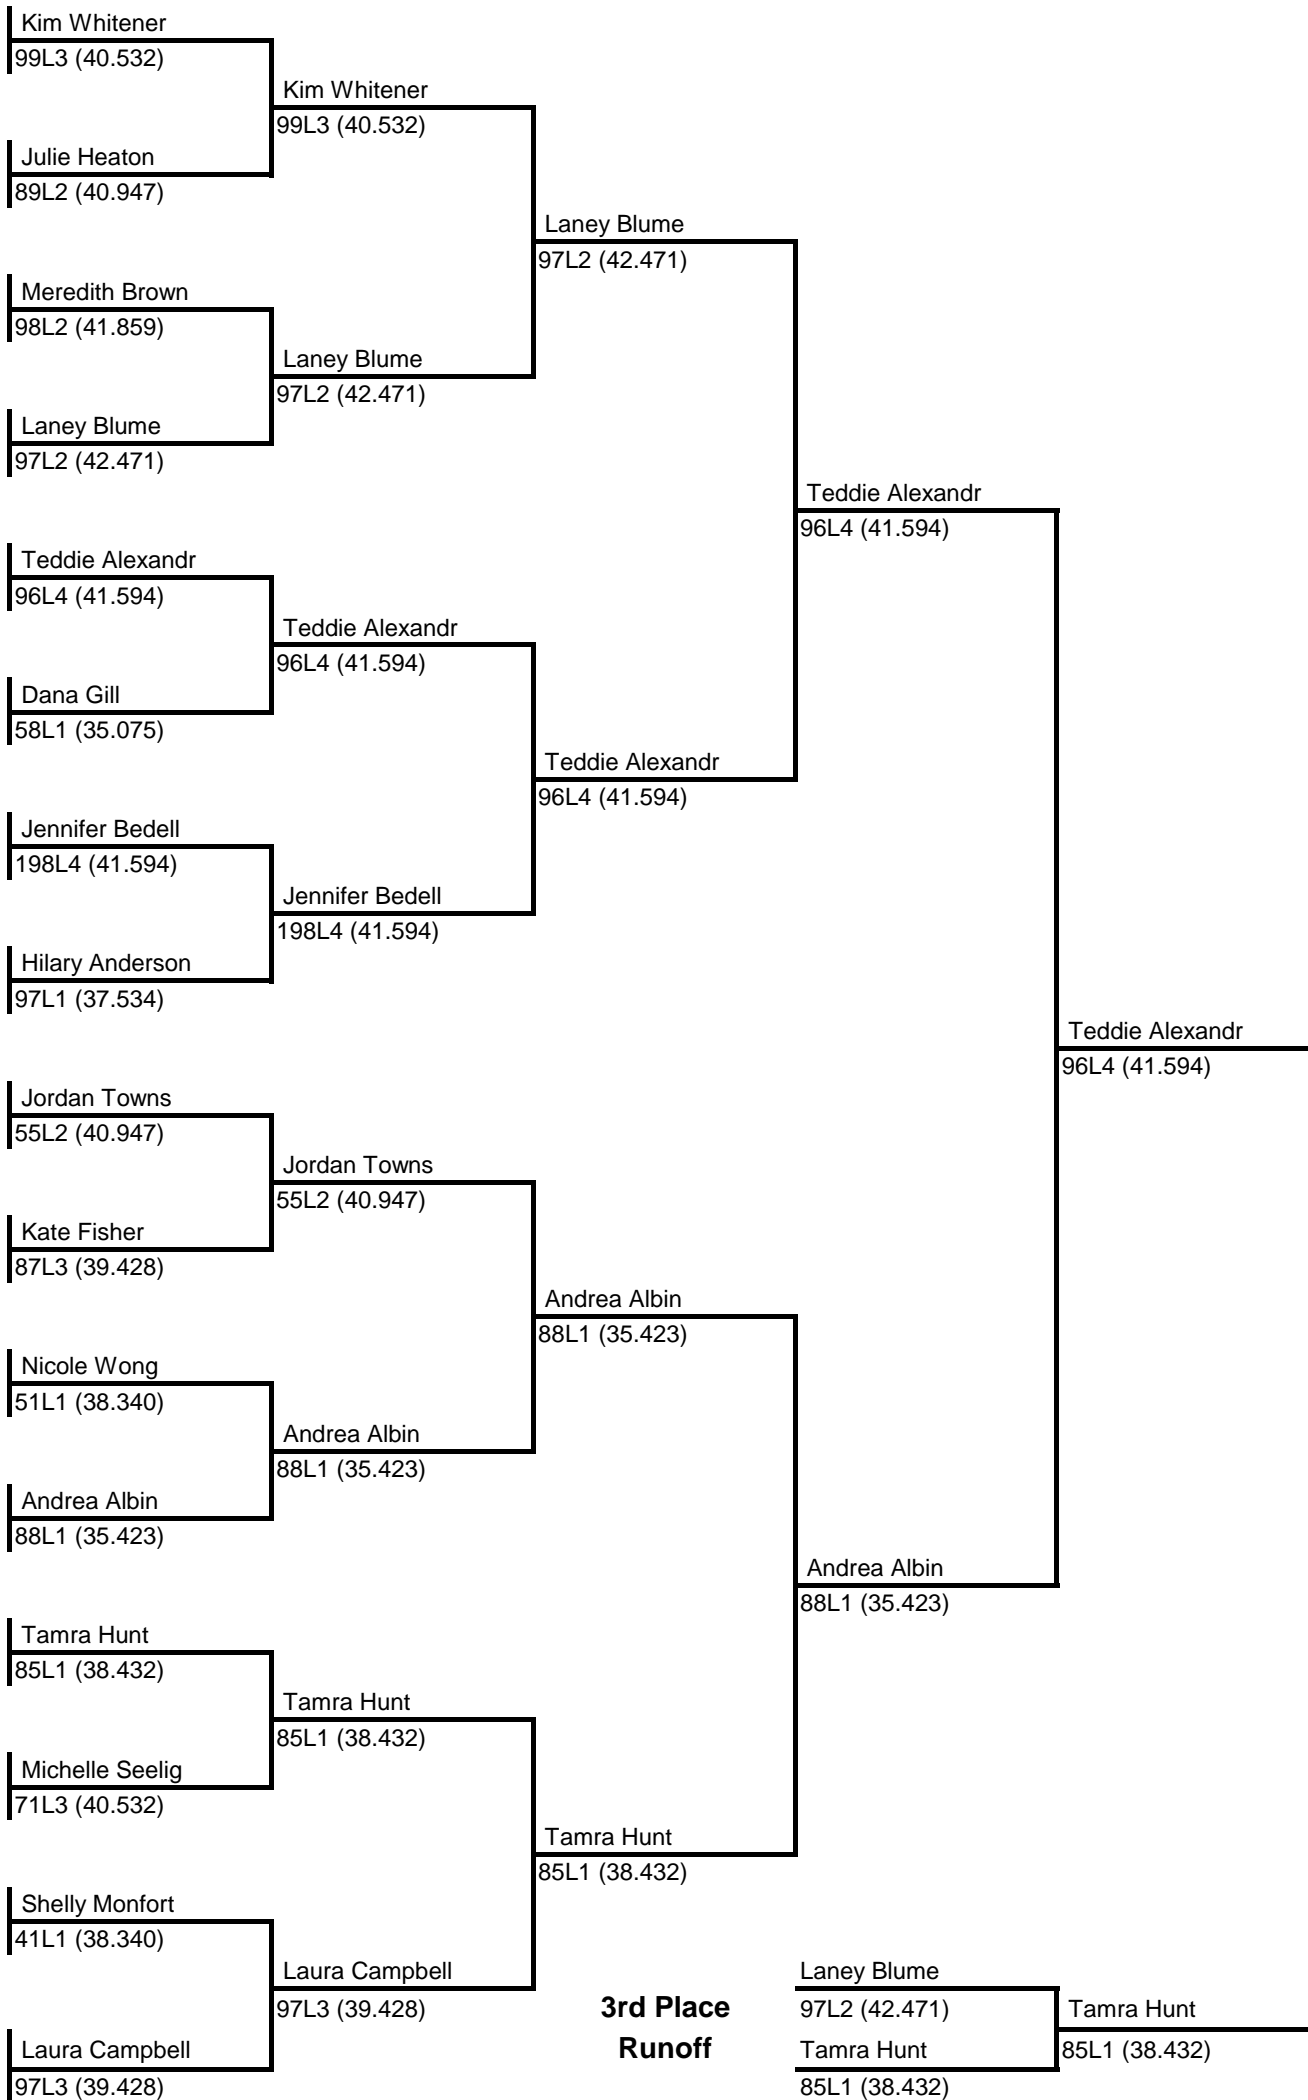 Kim Whitener
99L3 (40.532)
Kim Whitener
99L3 (40.532)
Julie Heaton
89L2 (40.947)
Laney Blume
97L2 (42.471)
Meredith Brown
98L2 (41.859)
Laney Blume
97L2 (42.471)
Laney Blume
97L2 (42.471)
Teddie Alexandr
96L4 (41.594)
Teddie Alexandr
96L4 (41.594)
Teddie Alexandr
96L4 (41.594)
Dana Gill
58L1 (35.075)
Teddie Alexandr
96L4 (41.594)
Jennifer Bedell
198L4 (41.594)
Jennifer Bedell
198L4 (41.594)
Hilary Anderson
97L1 (37.534)
Teddie Alexandr
96L4 (41.594)
Jordan Towns
55L2 (40.947)
Jordan Towns
55L2 (40.947)
Kate Fisher
87L3 (39.428)
Andrea Albin
88L1 (35.423)
Nicole Wong
51L1 (38.340)
Andrea Albin
88L1 (35.423)
Andrea Albin
88L1 (35.423)
Andrea Albin
88L1 (35.423)
Tamra Hunt
85L1 (38.432)
Tamra Hunt
85L1 (38.432)
Michelle Seelig
71L3 (40.532)
Tamra Hunt
85L1 (38.432)
Shelly Monfort
41L1 (38.340)
Laura Campbell
97L3 (39.428)
Laura Campbell
97L3 (39.428)
3rd Place
Runoff
Laney Blume
97L2 (42.471)
Tamra Hunt
85L1 (38.432)
Tamra Hunt
85L1 (38.432)